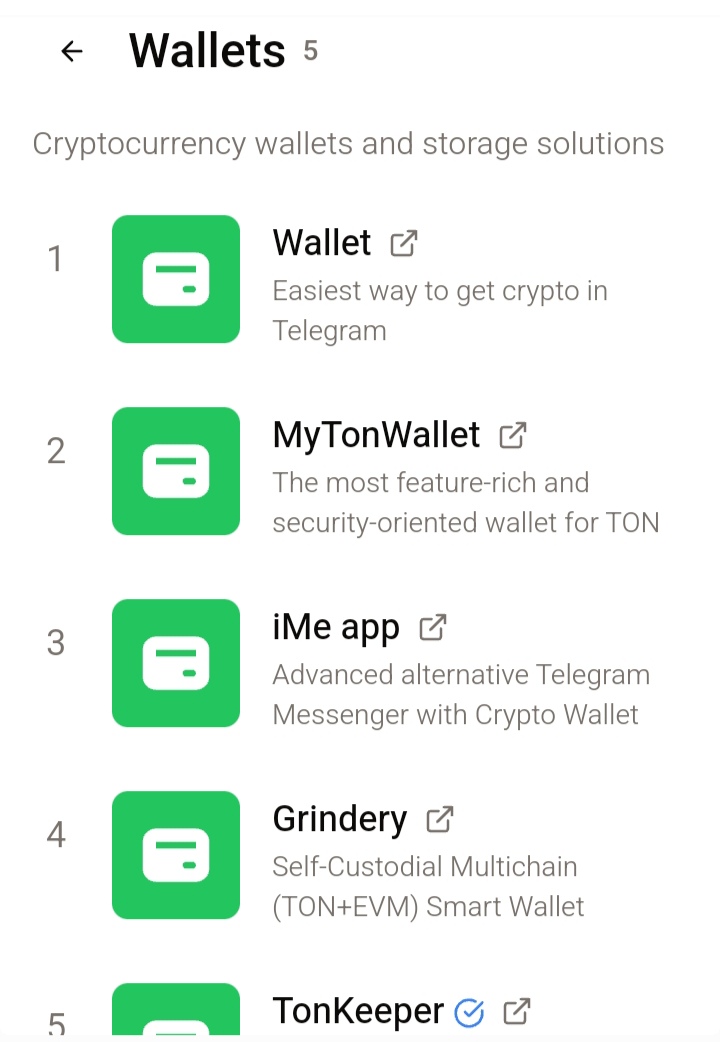 Wallets 5
Cryptocurrency wallets and storage solutions
1 Wallet
Easiest way to get crypto in
Telegram
2 MyTonWallet
The most feature-rich and
security-oriented wallet for TON
3 iMe app
Advanced alternative Telegram
Messenger with Crypto Wallet
4 Grindery
Self-Custodial Multichain
(TON+EVM) Smart Wallet
5 TonKeeper